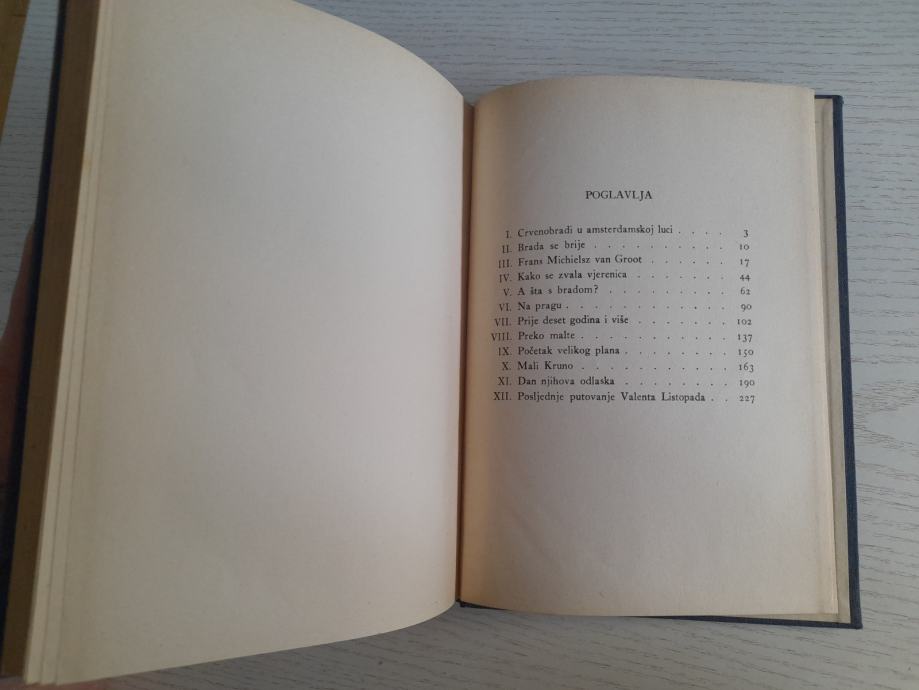 POGLAVLJA
I. Crvenobradi u amsterdamskoj luci . . . . 3
II. Brada se brije . . . . . . . . . 10
III. Frans Michielsz van Groot . . . . . . 17
IV. Kako se zvala vjerenica . . . . . . . 44
V. A šta s bradom? . . . . . . . . 62
VI. Na pragu . . . . . . . . . . 90
VII. Prije deset godina i više . . . . . . 102
VIII. Preko malte . . . . . . . . . 137
IX. Početak velikog plana . . . . . . . 150
X. Mali Kruno . . . . . . . . . 163
XI. Dan njihova odlaska . . . . . . . 190
XII. Posljednje putovanje Valenta Listopada . . 227